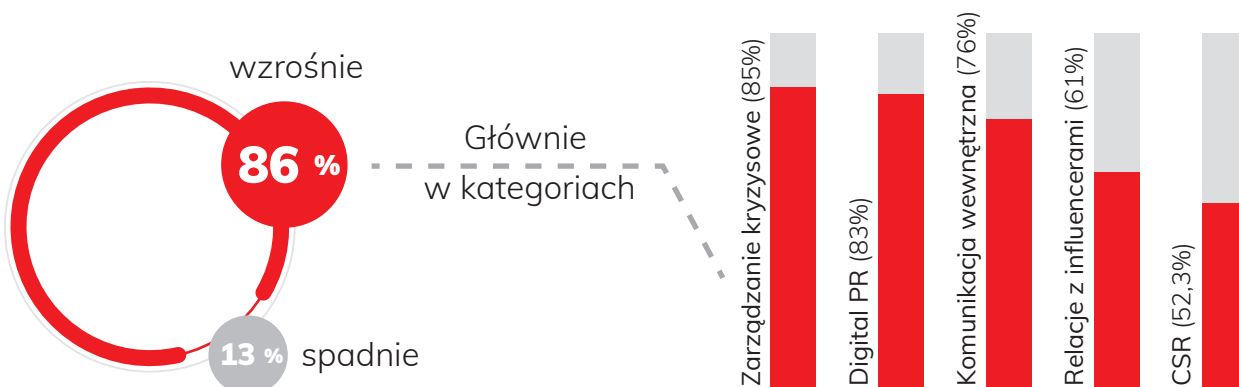 wzrośnie
86 %
Głównie
w kategoriach
13 %
spadnie
Zarządzanie kryzysowe (85%)
Digital PR (83%)
Komunikacja wewnętrzna (76%)
Relacje z influencerami (61%)
CSR (52,3%)